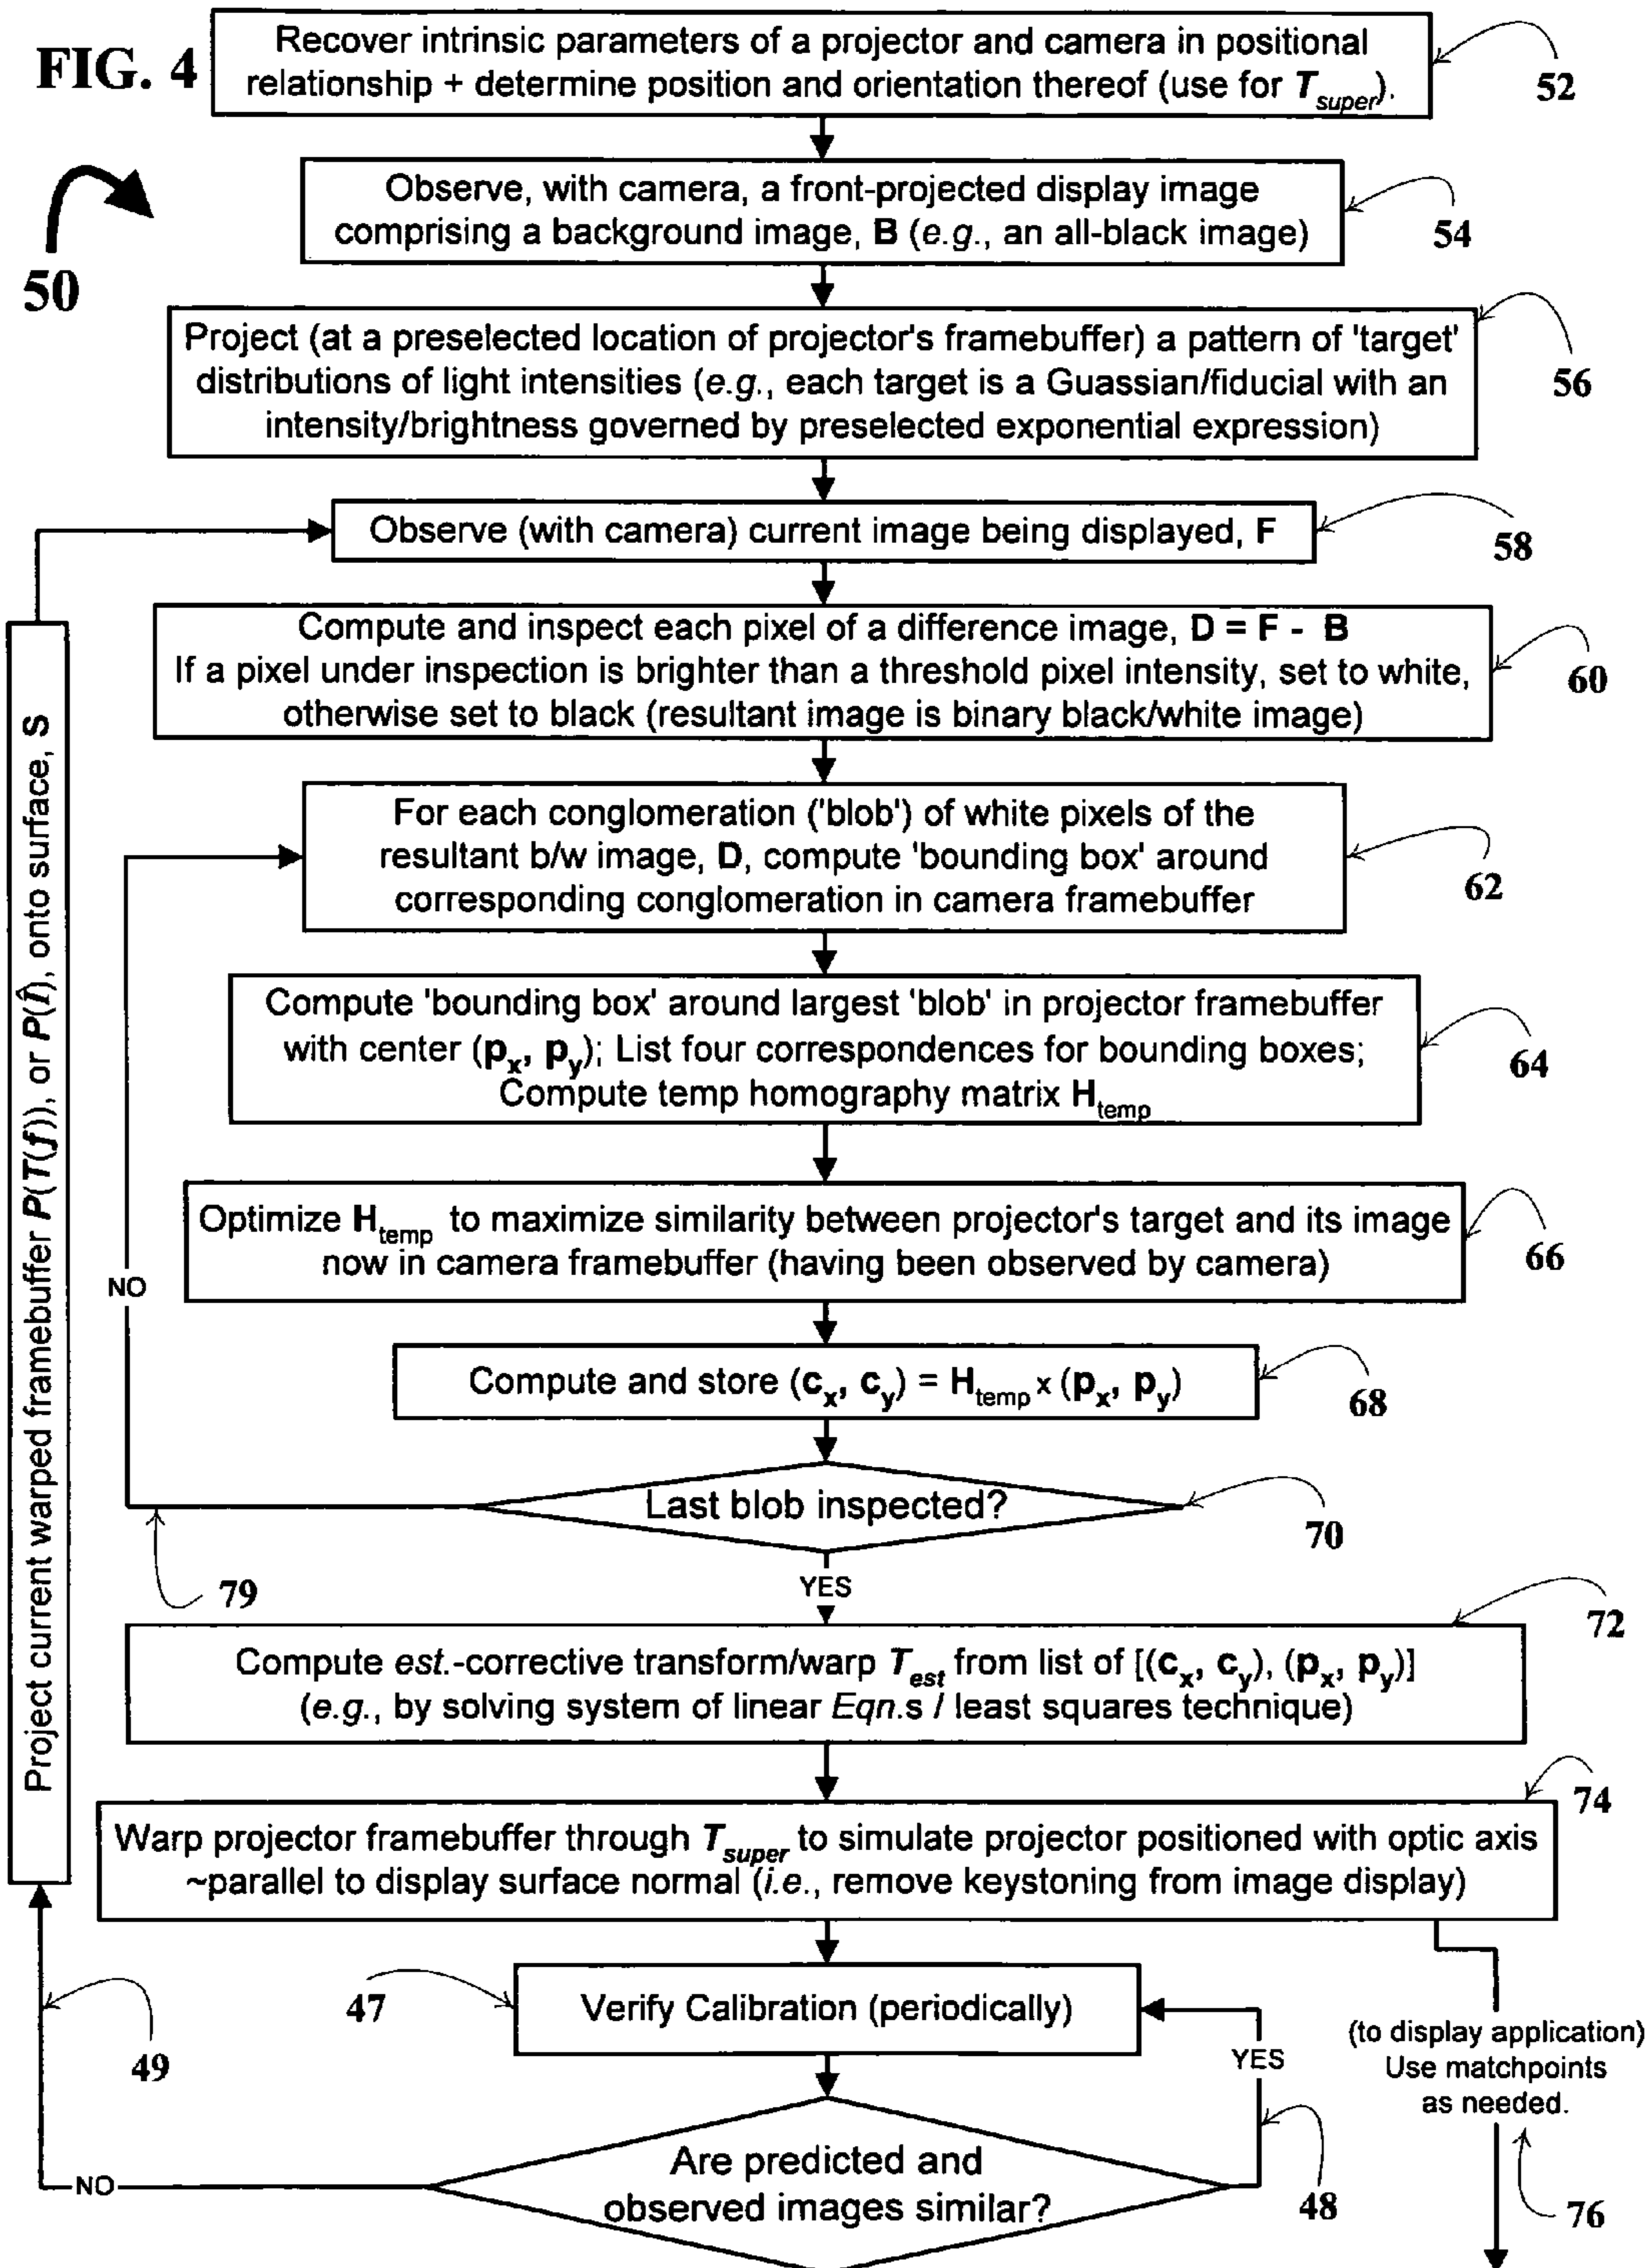 FIG. 4
Recover intrinsic parameters of a projector and camera in positional
relationship + determine position and orientation thereof (use for T_super).
52
50
Observe, with camera, a front-projected display image
comprising a background image, B (e.g., an all-black image)
54
Project (at a preselected location of projector's framebuffer) a pattern of 'target'
distributions of light intensities (e.g., each target is a Guassian/fiducial with an
intensity/brightness governed by preselected exponential expression)
56
Observe (with camera) current image being displayed, F
58
Compute and inspect each pixel of a difference image, D = F - B
If a pixel under inspection is brighter than a threshold pixel intensity, set to white,
otherwise set to black (resultant image is binary black/white image)
60
For each conglomeration ('blob') of white pixels of the
resultant b/w image, D, compute 'bounding box' around
corresponding conglomeration in camera framebuffer
62
Compute 'bounding box' around largest 'blob' in projector framebuffer
with center (p_x, p_y); List four correspondences for bounding boxes;
Compute temp homography matrix H_temp
64
Optimize H_temp to maximize similarity between projector's target and its image
now in camera framebuffer (having been observed by camera)
66
Compute and store (c_x, c_y) = H_temp x (p_x, p_y)
68
Last blob inspected?
70
NO
79
YES
Compute est.-corrective transform/warp T_est from list of [(c_x, c_y), (p_x, p_y)]
(e.g., by solving system of linear Eqn.s / least squares technique)
72
Warp projector framebuffer through T_super to simulate projector positioned with optic axis
~parallel to display surface normal (i.e., remove keystoning from image display)
74
Verify Calibration (periodically)
47
Are predicted and
observed images similar?
YES
48
NO
49
Project current warped framebuffer P(T(f)), or P(Î), onto surface, S
(to display application)
Use matchpoints
as needed.
76